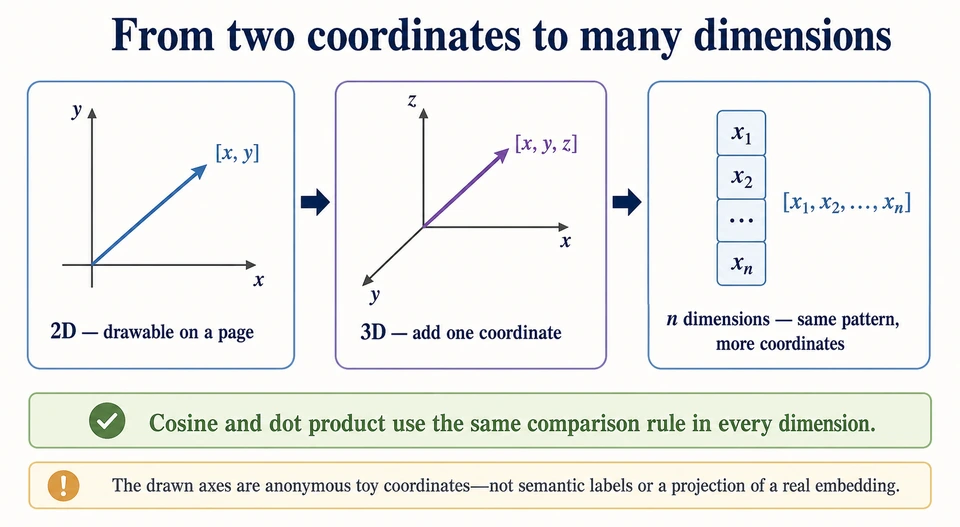 From two coordinates to many dimensions
y
[x, y]
x
2D — drawable on a page
z
[x, y, z]
x
y
3D — add one coordinate
x₁
x₂
...
xₙ
[x₁, x₂, ..., xₙ]
n dimensions — same pattern,
more coordinates
Cosine and dot product use the same comparison rule in every dimension.
!
The drawn axes are anonymous toy coordinates—not semantic labels or a projection of a real embedding.